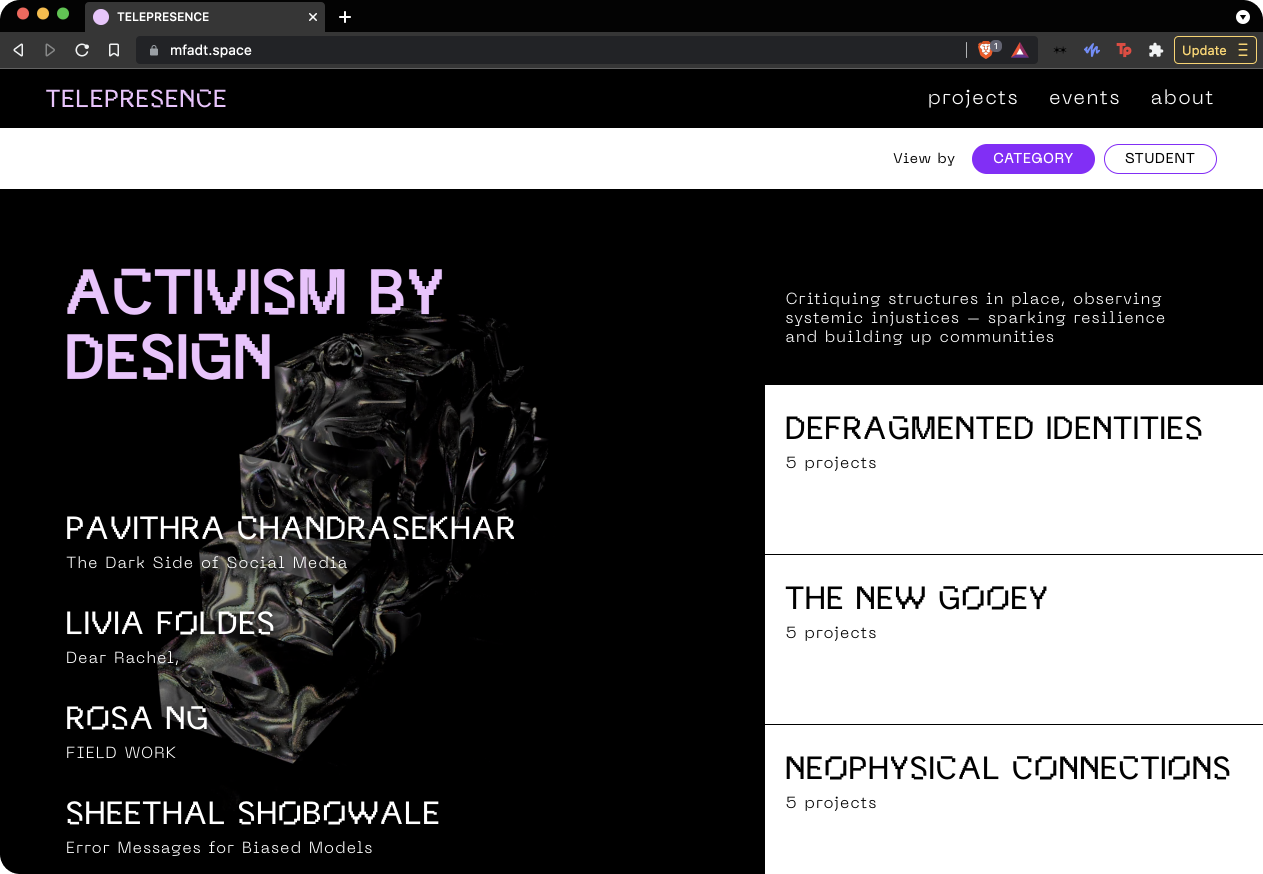 TELEPRESENCE
mfadt.space
1
Tp
Update
TELEPRESENCE
projects events about
View by CATEGORY STUDENT
ACTIVISM BY
DESIGN
PAVITHRA CHANDRASEKHAR
The Dark Side of Social Media
LIVIA FOLDES
Dear Rachel,
ROSA NG
FIELD WORK
SHEETHAL SHOBOWALE
Error Messages for Biased Models
Critiquing structures in place, observing
systemic injustices — sparking resilience
and building up communities
DEFRAGMENTED IDENTITIES
5 projects
THE NEW GOOEY
5 projects
NEOPHYSICAL CONNECTIONS
5 projects